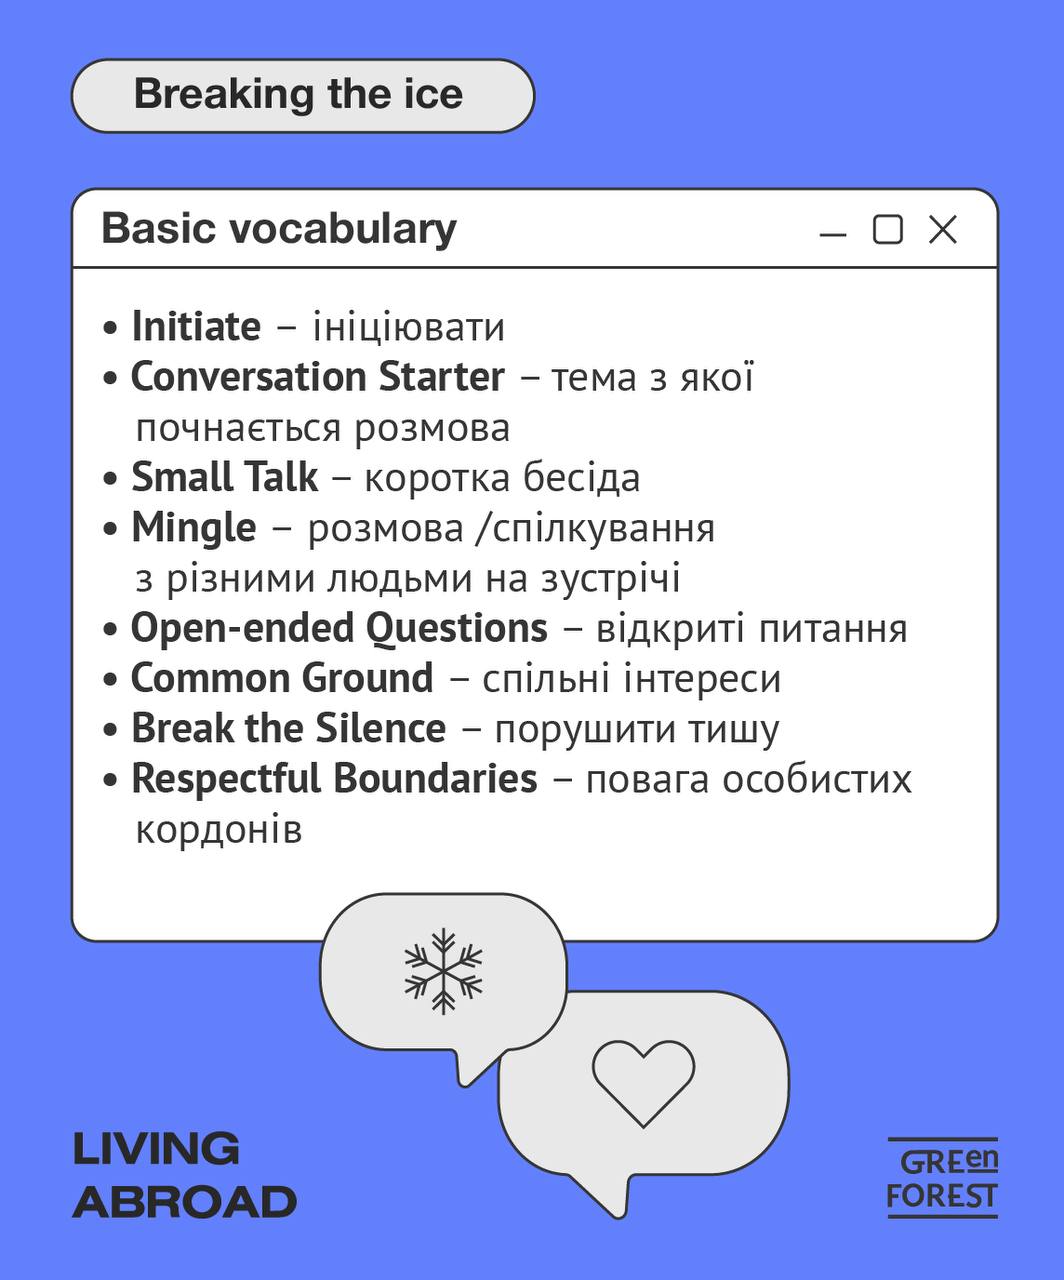 Breaking the ice
Basic vocabulary
• Initiate – ініціювати
• Conversation Starter – тема з якої
почнається розмова
• Small Talk – коротка бесіда
• Mingle – розмова /спілкування
з різними людьми на зустрічі
• Open-ended Questions – відкриті питання
• Common Ground – спільні інтереси
• Break the Silence – порушити тишу
• Respectful Boundaries – повага особистих
кордонів
LIVING
ABROAD
GREen
FOREST